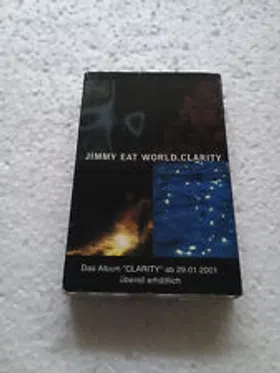 JIMMY EAT WORLD.CLARITY
Das Album "CLARITY" ab 29.01.2001
überall erhältlich